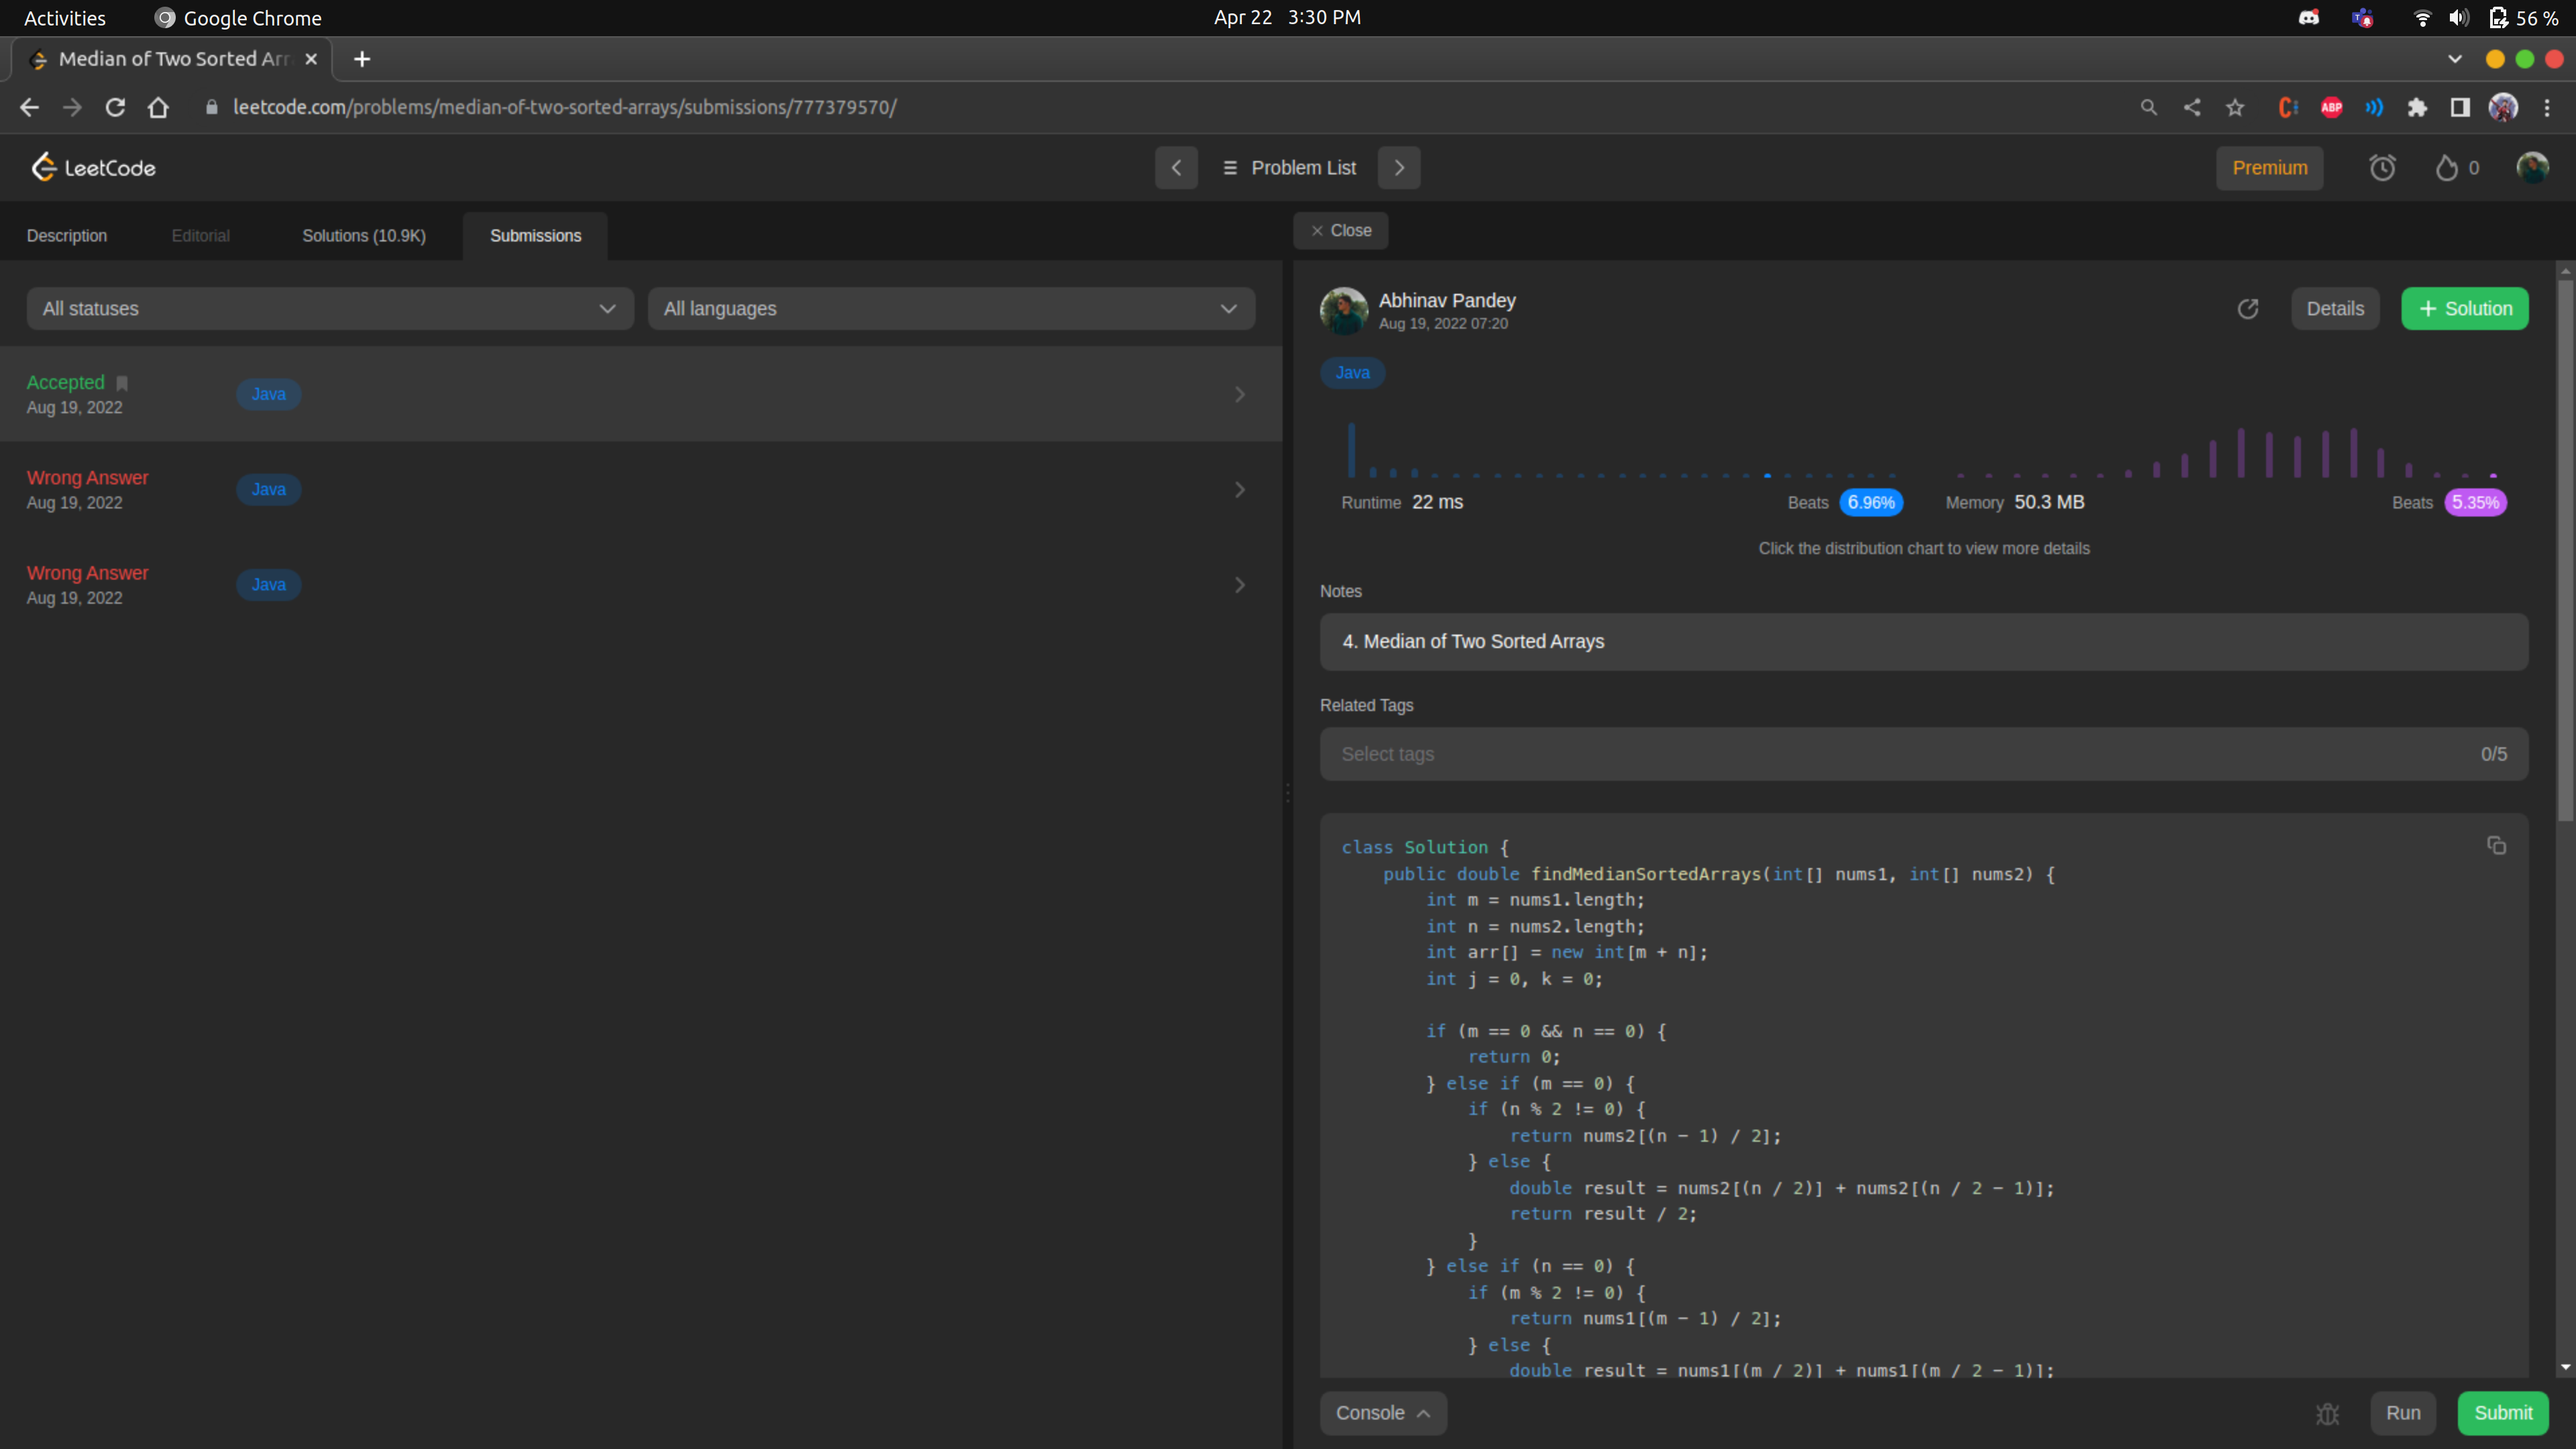 Activities Google Chrome Apr 22 3:30 PM 56 %
Median of Two Sorted Arr
leetcode.com/problems/median-of-two-sorted-arrays/submissions/777379570/
ABP
LeetCode Problem List Premium 0
Description Editorial Solutions (10.9K) Submissions
All statuses All languages
Accepted
Aug 19, 2022 Java
Wrong Answer
Aug 19, 2022 Java
Wrong Answer
Aug 19, 2022 Java
Close
Abhinav Pandey
Aug 19, 2022 07:20
Details + Solution
Java
Runtime 22 ms Beats 6.96% Memory 50.3 MB Beats 5.35%
Click the distribution chart to view more details
Notes
4. Median of Two Sorted Arrays
Related Tags
Select tags 0/5
class Solution {
public double findMedianSortedArrays(int[] nums1, int[] nums2) {
int m = nums1.length;
int n = nums2.length;
int arr[] = new int[m + n];
int j = 0, k = 0;
if (m == 0 && n == 0) {
return 0;
} else if (m == 0) {
if (n % 2 != 0) {
return nums2[(n - 1) / 2];
} else {
double result = nums2[(n / 2)] + nums2[(n / 2 - 1)];
return result / 2;
}
} else if (n == 0) {
if (m % 2 != 0) {
return nums1[(m - 1) / 2];
} else {
double result = nums1[(m / 2)] + nums1[(m / 2 - 1)];
Console Run Submit